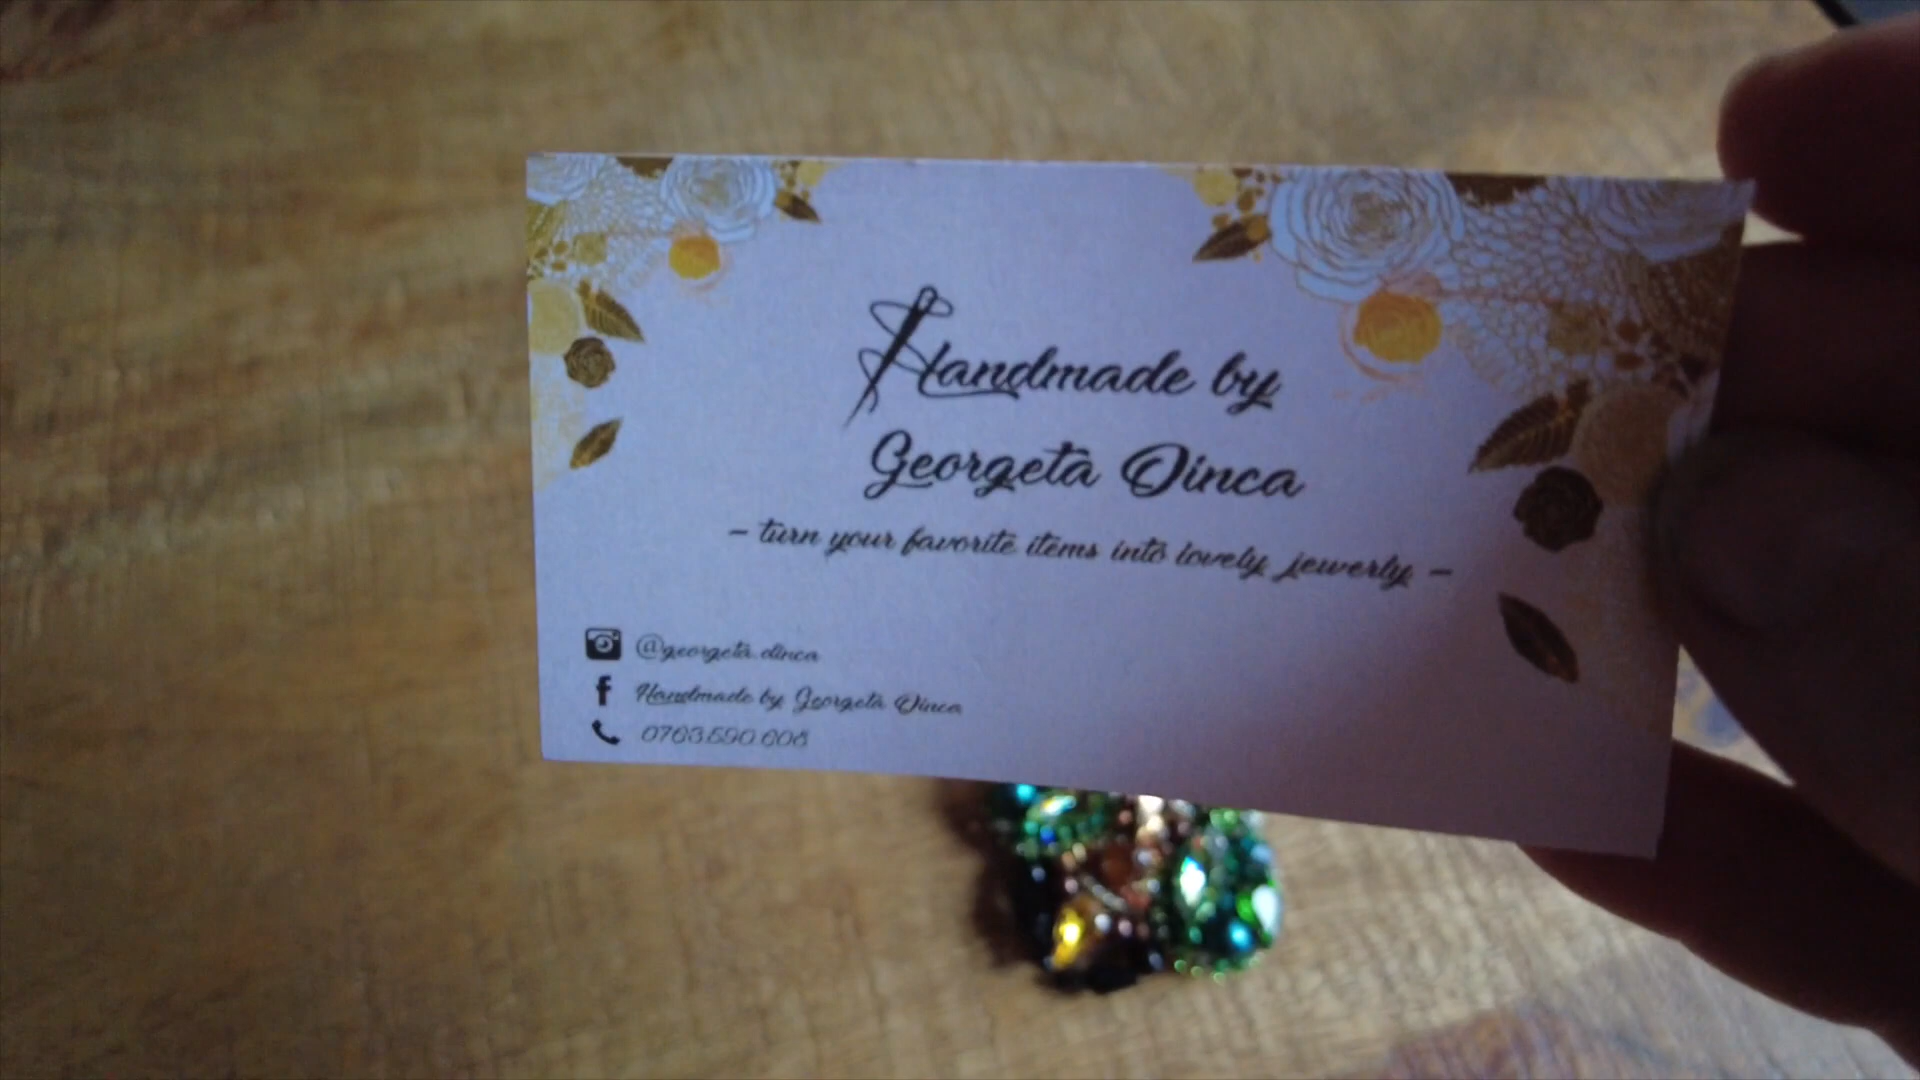 Handmade by
Georgeta Dinca
- turn your favorite items into lovely jewerly -
@georgeta.dinca
Handmade by Georgeta Dinca
0763.590.608